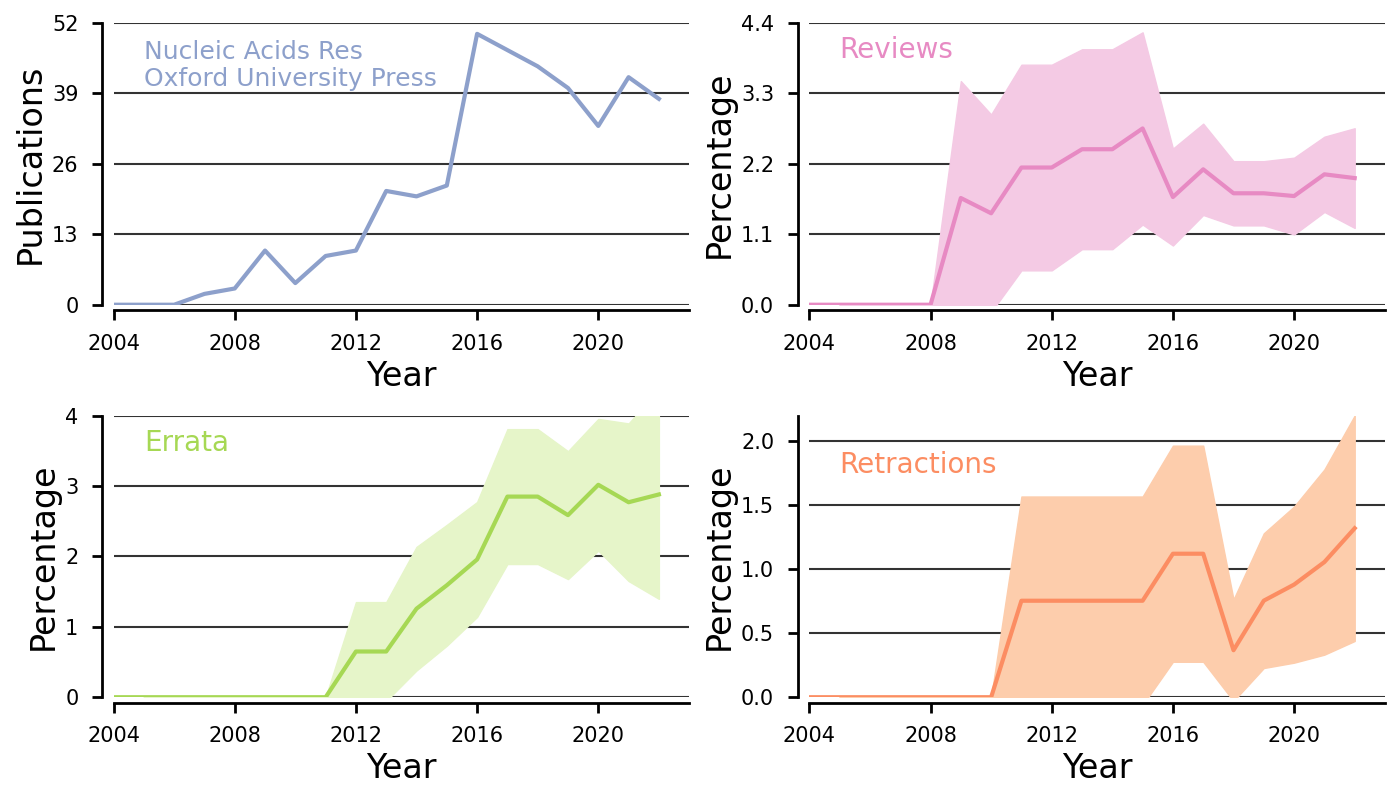 52
39
26
13
0
Publications
Nucleic Acids Res
Oxford University Press
2004 2008 2012 2016 2020
Year
4.4
3.3
2.2
1.1
0.0
Percentage
Reviews
2004 2008 2012 2016 2020
Year
4
3
2
1
0
Percentage
Errata
2004 2008 2012 2016 2020
Year
2.0
1.5
1.0
0.5
0.0
Percentage
Retractions
2004 2008 2012 2016 2020
Year